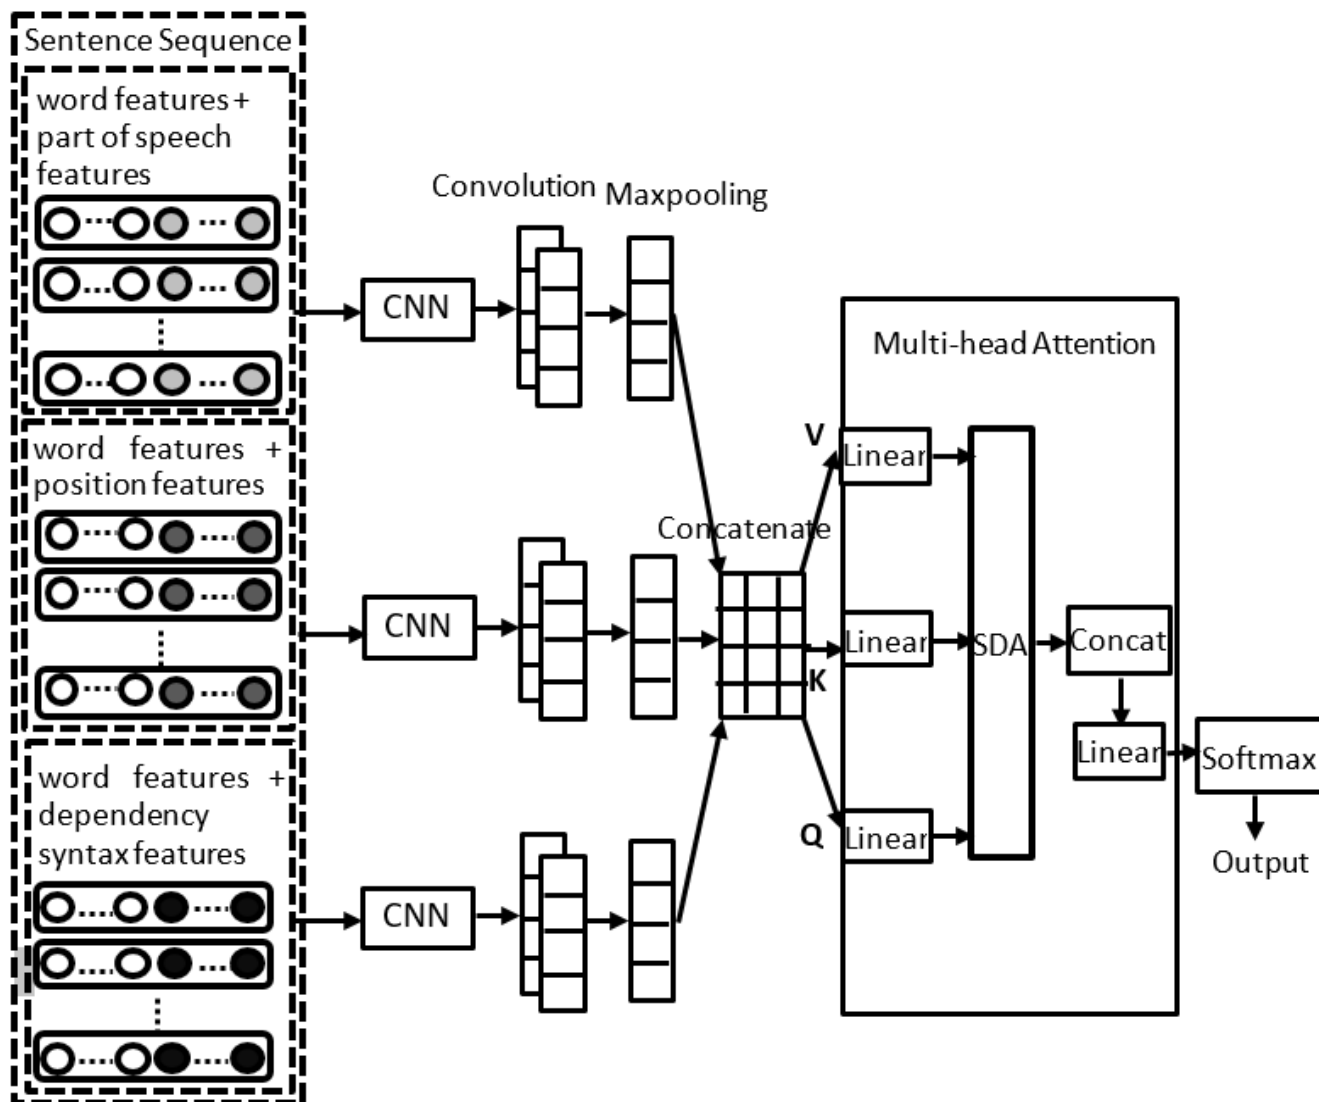 Sentence Sequence
word features +
part of speech
features
word features +
position features
word features +
dependency
syntax features
CNN
CNN
CNN
Convolution
Maxpooling
Concatenate
V
K
Q
Multi-head Attention
Linear
Linear
Linear
SDA
Concat
Linear
Softmax
Output